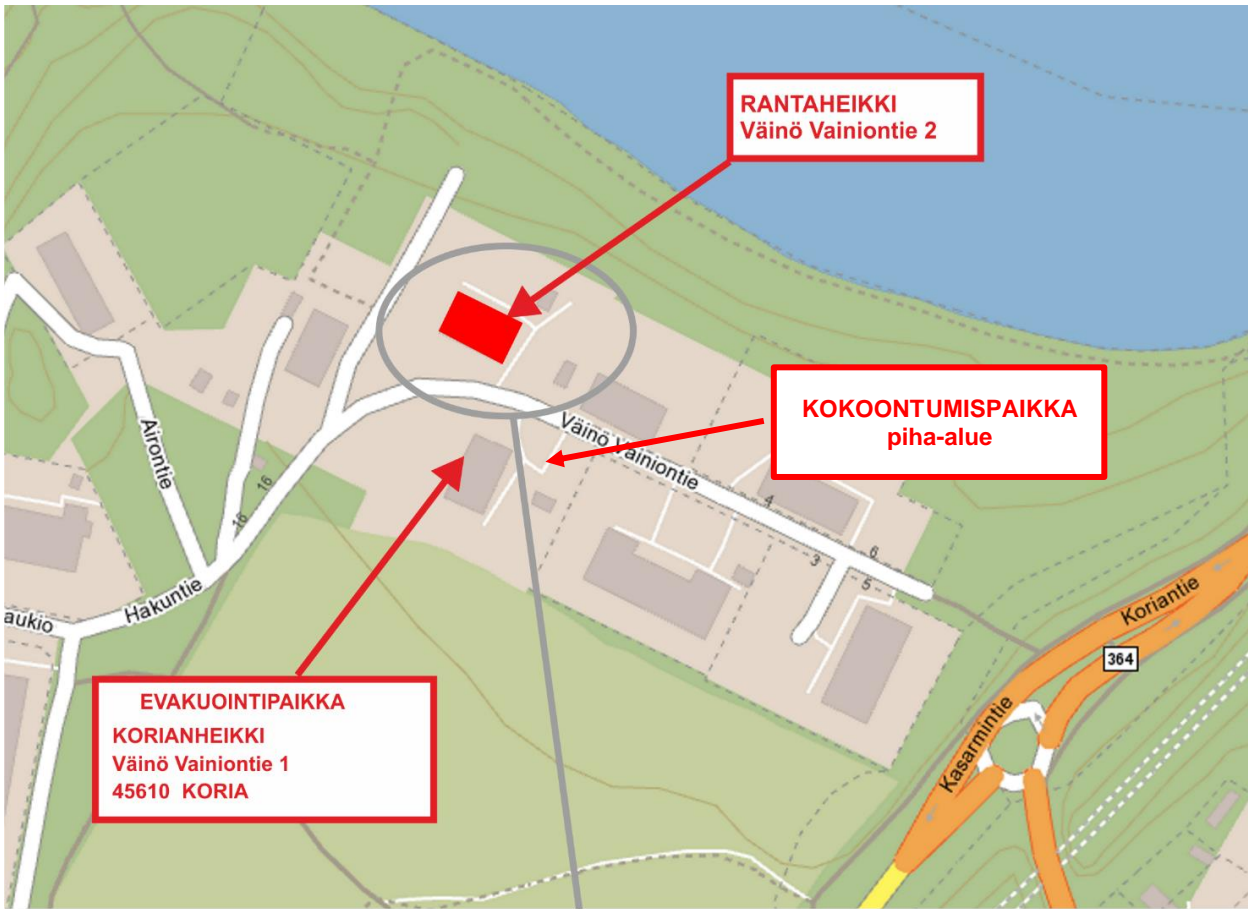 RANTAHEIKKI
Väinö Vainiontie 2
KOKOONTUMISPAIKKA
piha-alue
Väinö Vainiontie
Airontie
16
16
4
6
3
5
Hakuntie
aukio
Koriantie
364
Kasarmintie
EVAKUOINTIPAIKKA
KORIANHEIKKI
Väinö Vainiontie 1
45610 KORIA